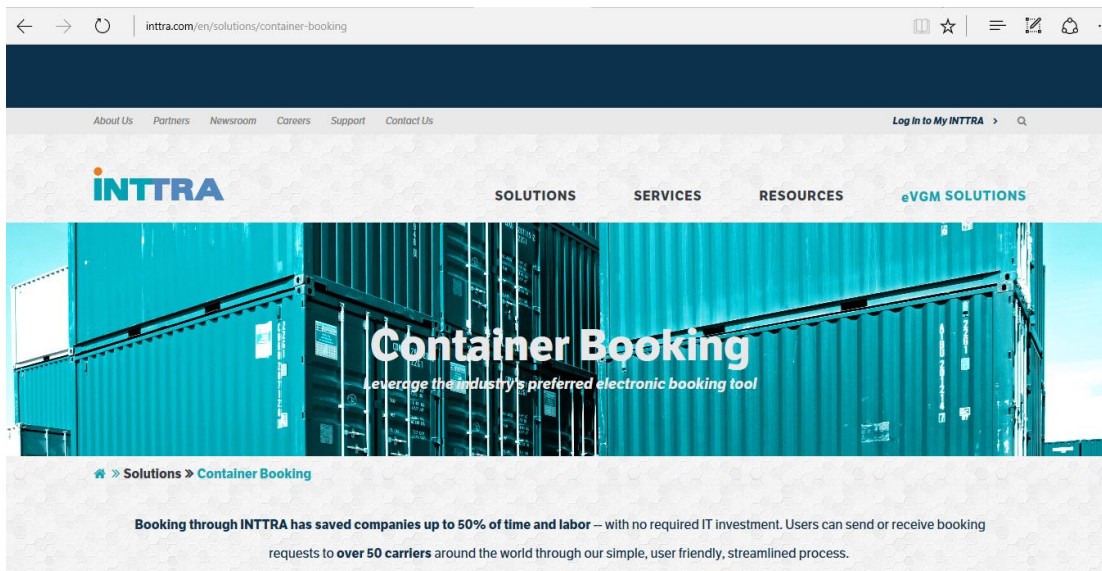 inttra.com/en/solutions/container-booking
About Us Partners Newsroom Careers Support Contact Us Log In to My INTTRA >
INTTRA
SOLUTIONS SERVICES RESOURCES eVGM SOLUTIONS
Container Booking
Leverage the industry's preferred electronic booking tool
» Solutions » Container Booking
Booking through INTTRA has saved companies up to 50% of time and labor -- with no required IT investment. Users can send or receive booking
requests to over 50 carriers around the world through our simple, user friendly, streamlined process.